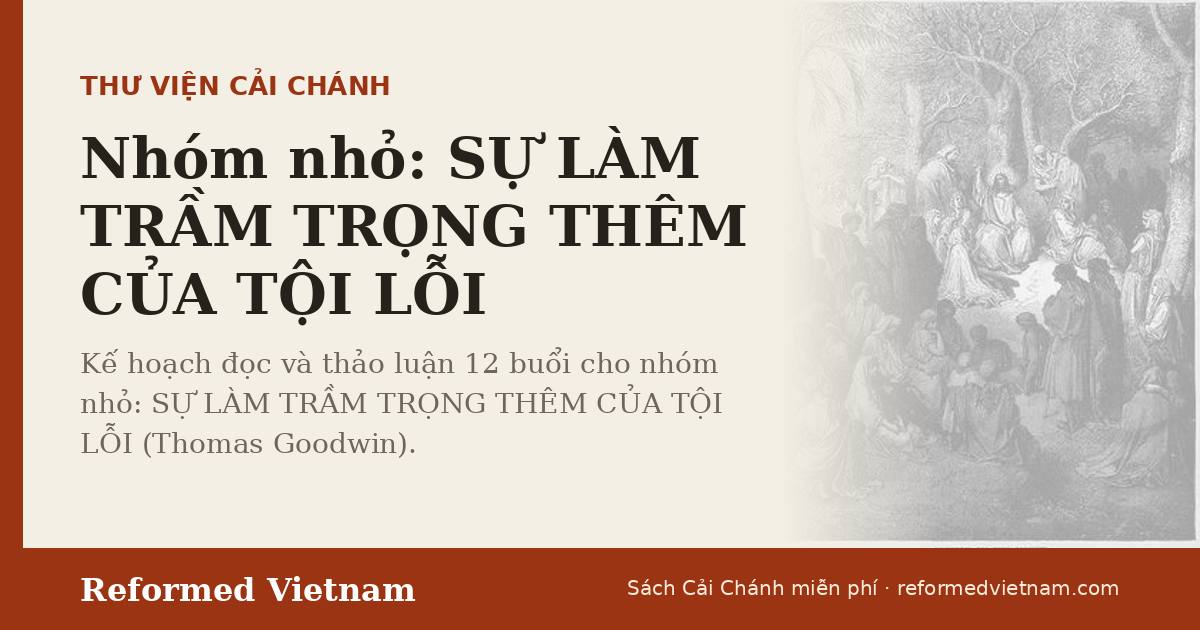 THƯ VIỆN CẢI CHÁNH
Nhóm nhỏ: SỰ LÀM
TRẦM TRỌNG THÊM
CỦA TỘI LỖI
Kế hoạch đọc và thảo luận 12 buổi cho nhóm
nhỏ: SỰ LÀM TRẦM TRỌNG THÊM CỦA TỘI
LỖI (Thomas Goodwin).
Reformed Vietnam
Sách Cải Chánh miễn phí · reformedvietnam.com